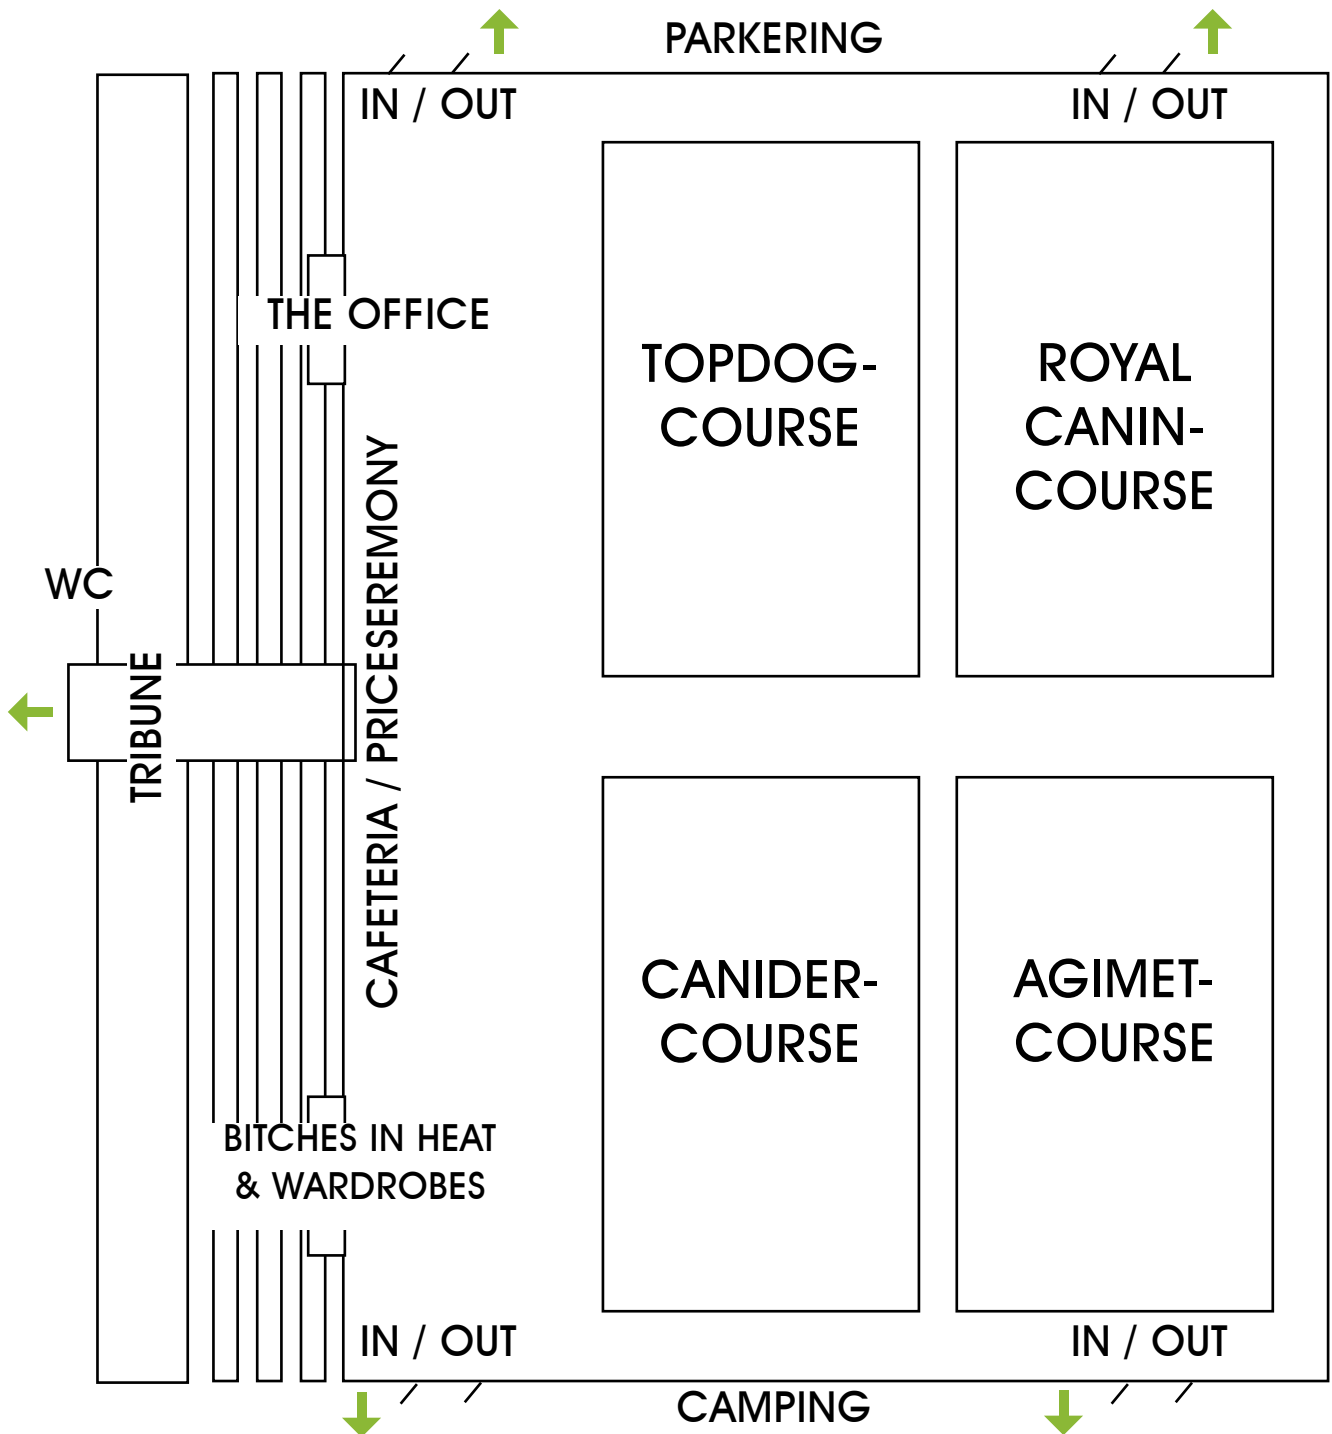 PARKERING
IN / OUT
IN / OUT
THE OFFICE
TOPDOG-
COURSE
ROYAL
CANIN-
COURSE
CAFETERIA / PRICESEREMONY
WC
TRIBUNE
CANIDER-
COURSE
AGIMET-
COURSE
BITCHES IN HEAT
& WARDROBES
IN / OUT
IN / OUT
CAMPING